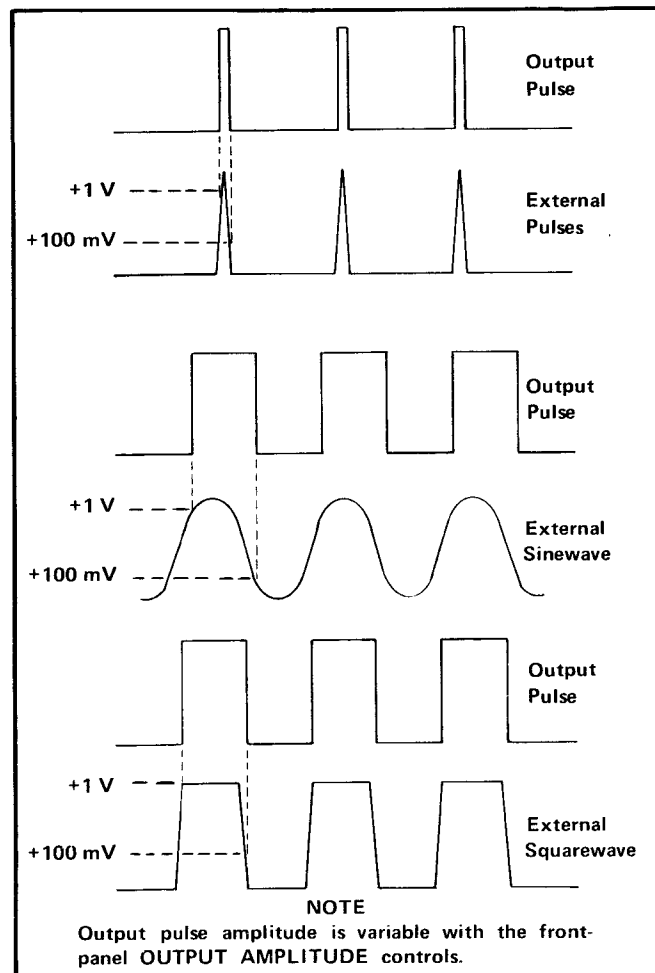 Output
Pulse
+1 V
External
Pulses
+100 mV
Output
Pulse
+1 V
External
Sinewave
+100 mV
Output
Pulse
+1 V
External
Squarewave
+100 mV
NOTE
Output pulse amplitude is variable with the front-
panel OUTPUT AMPLITUDE controls.